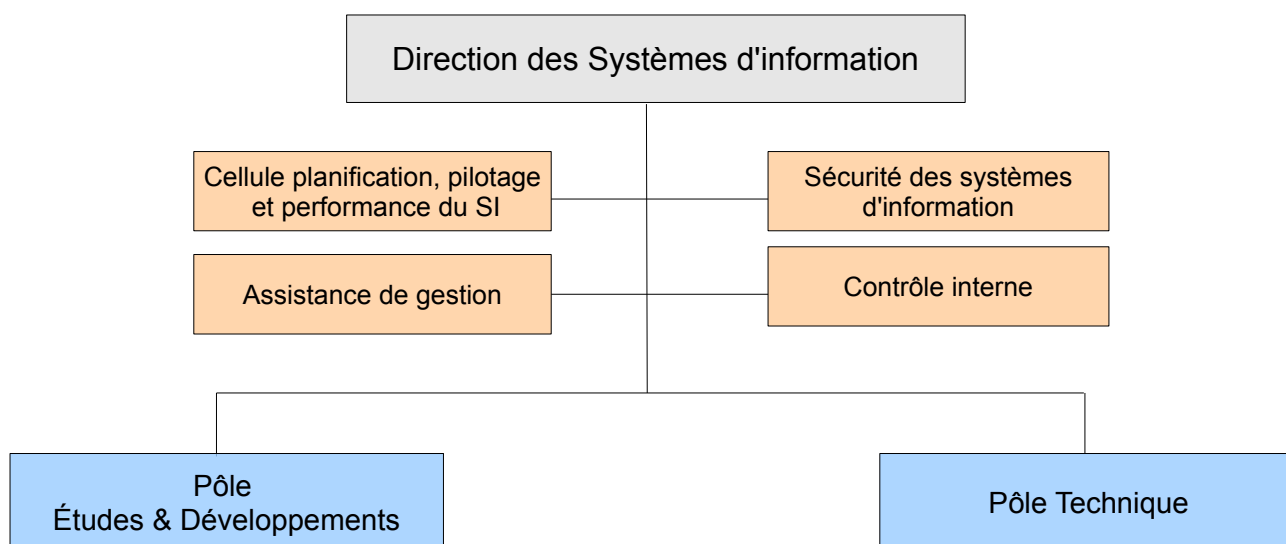 Direction des Systèmes d'information
Cellule planification, pilotage
et performance du SI
Sécurité des systèmes
d'information
Assistance de gestion
Contrôle interne
Pôle
Études & Développements
Pôle Technique